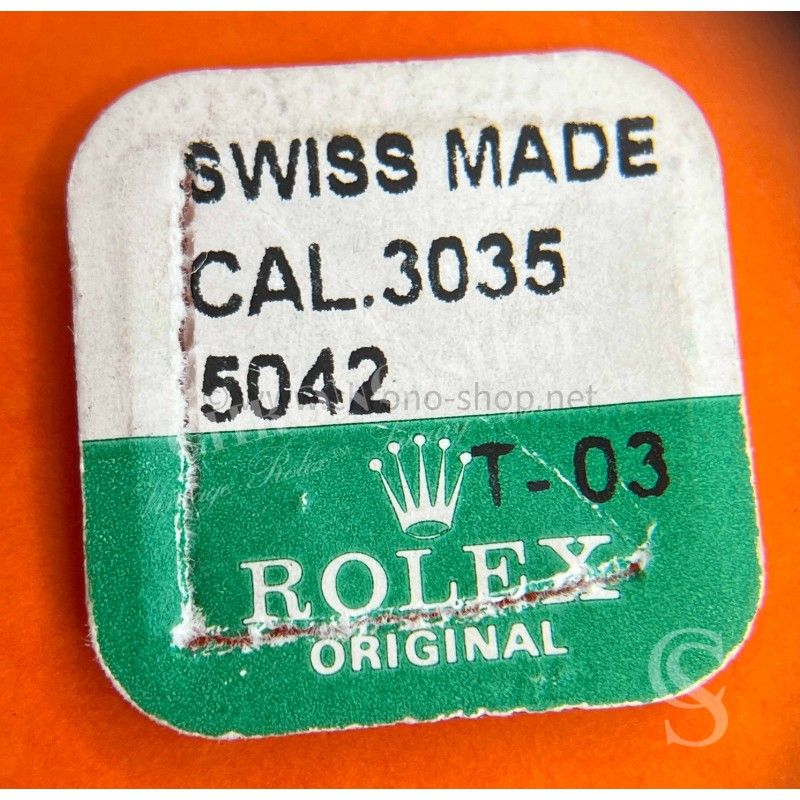 SWISS MADE
CAL.3035
5042
T-03
ROLEX
ORIGINAL